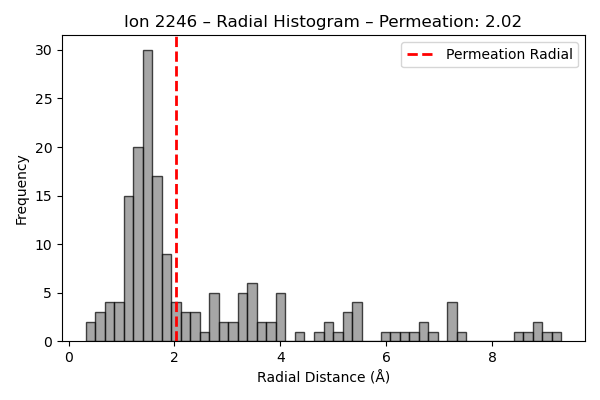 Ion 2246 – Radial Histogram – Permeation: 2.02
Permeation Radial
30
25
20
15
10
5
0
Frequency
0 2 4 6 8
Radial Distance (Å)